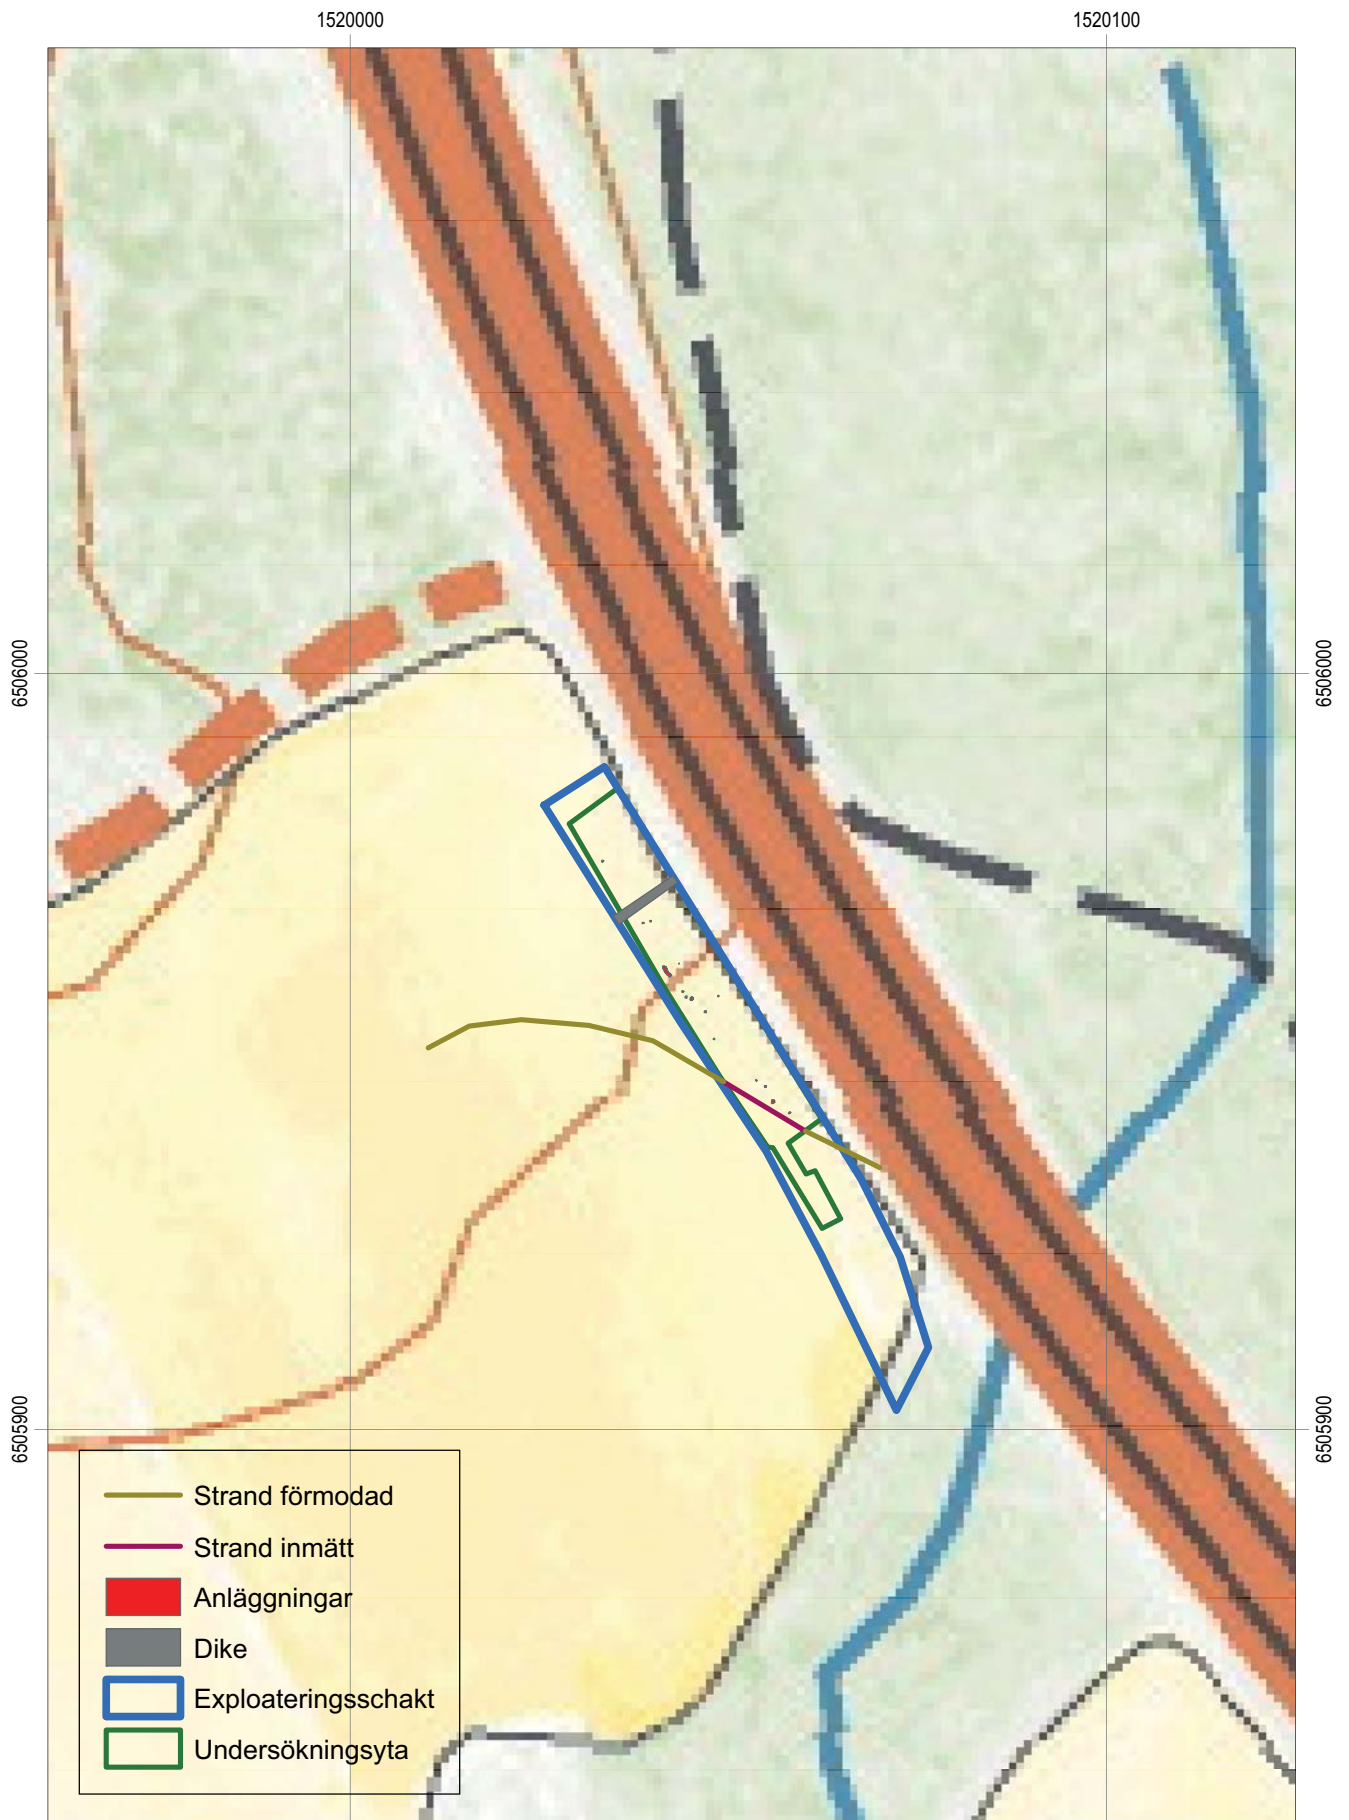 1520000
1520100
6506000
6506000
6505900
6505900
Strand förmodad
Strand inmätt
Anläggningar
Dike
Exploateringsschakt
Undersökningsyta